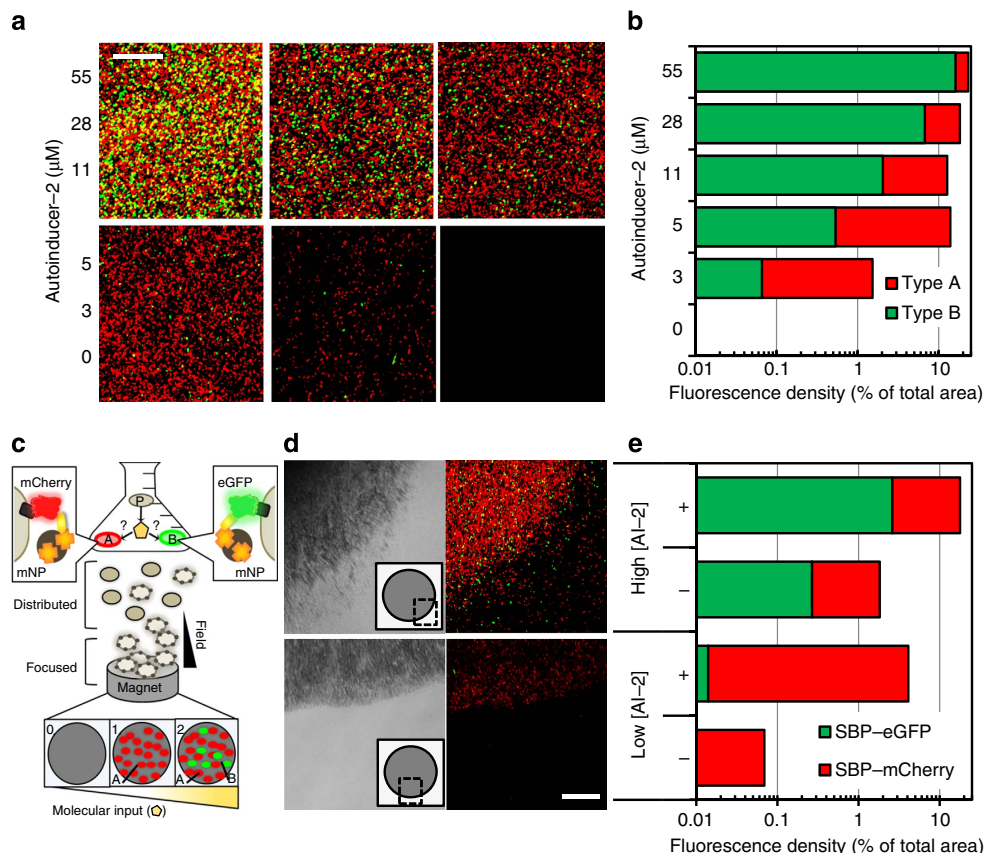 a
Autoinducer–2 (μM)
55
28
11
5
3
0
b
Autoinducer–2 (μM)
55
28
11
5
3
0
Type A
Type B
0.01 0.1 1 10
Fluorescence density (% of total area)
c
mCherry
eGFP
P
? ?
A B
mNP mNP
Distributed
Field
Focused
Magnet
0 1 2
A A B
Molecular input ( )
d
e
High [AI–2]
+
–
Low [AI–2]
+
–
SBP–eGFP
SBP–mCherry
0.01 0.1 1 10
Fluorescence density (% of total area)